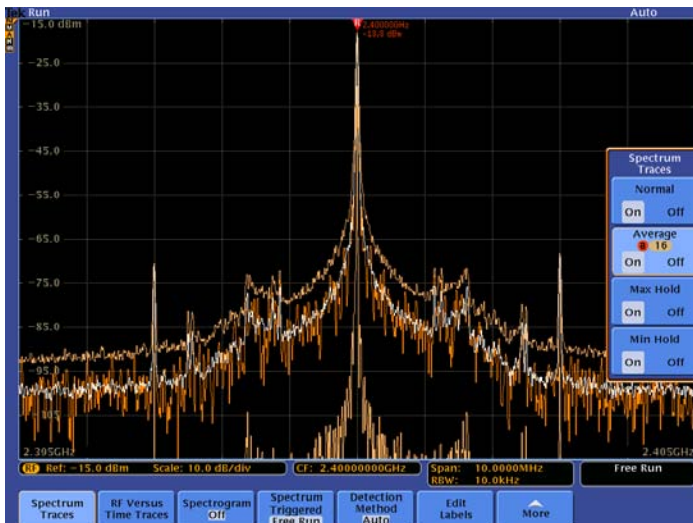 Tek Run Auto
-15.0 dBm
2.40000GHz
-25.0
-35.0
-45.0
-55.0
-65.0
-75.0
-85.0
-95.0
2.395GHz
2.405GHz
Spectrum
Traces
Normal
On Off
Average
a 16
On Off
Max Hold
On Off
Min Hold
On Off
RF Ref: -15.0 dBm Scale: 10.0 dB/div
CF: 2.40000000GHz
Span: 10.0000MHz
RBW: 10.0kHz
Free Run
Spectrum
Traces
RF Versus
Time Traces
Spectrogram
Off
Spectrum
Triggered
Free Run
Detection
Method
Auto
Edit
Labels
More